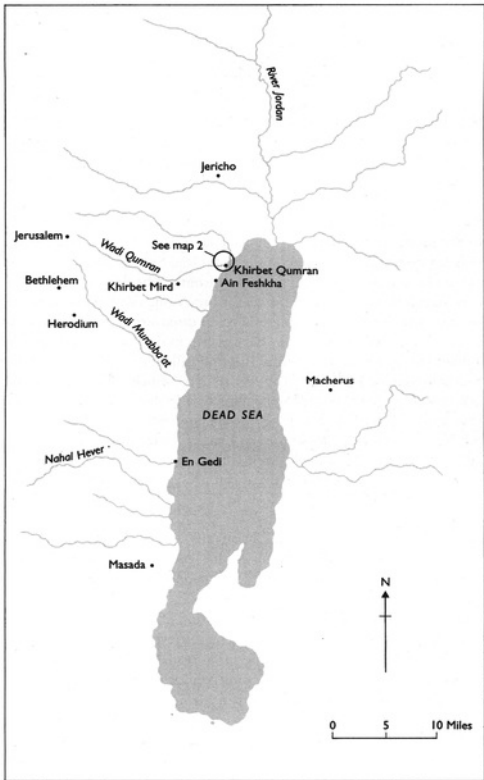 River Jordan
Jericho
Jerusalem
Wadi Qumran
See map 2
Khirbet Qumran
Bethlehem
Khirbet Mird
Ain Feshkha
Herodium
Wadi Murabba'at
Macherus
DEAD SEA
Nahal Hever
En Gedi
Masada
N
0 5 10 Miles